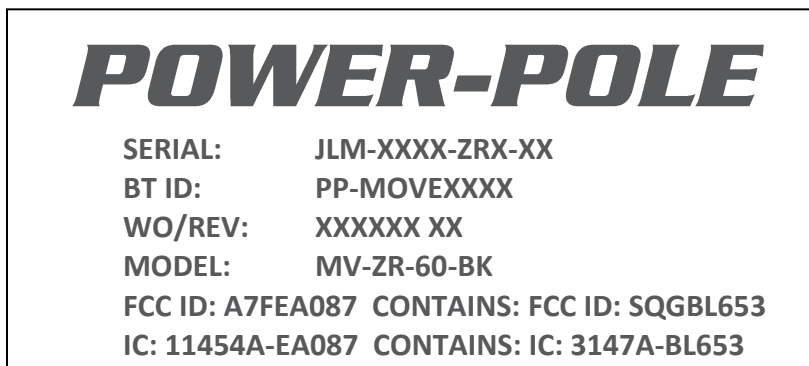 POWER-POLE
SERIAL: JLM-XXXX-ZRX-XX
BT ID: PP-MOVEXXXX
WO/REV: XXXXXX XX
MODEL: MV-ZR-60-BK
FCC ID: A7FEA087 CONTAINS: FCC ID: SQGBL653
IC: 11454A-EA087 CONTAINS: IC: 3147A-BL653